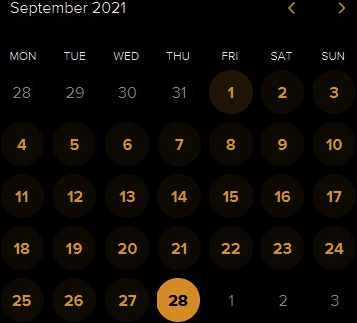 September 2021 < >
MON TUE WED THU FRI SAT SUN
28 29 30 31 1 2 3
4 5 6 7 8 9 10
11 12 13 14 15 16 17
18 19 20 21 22 23 24
25 26 27 28 1 2 3